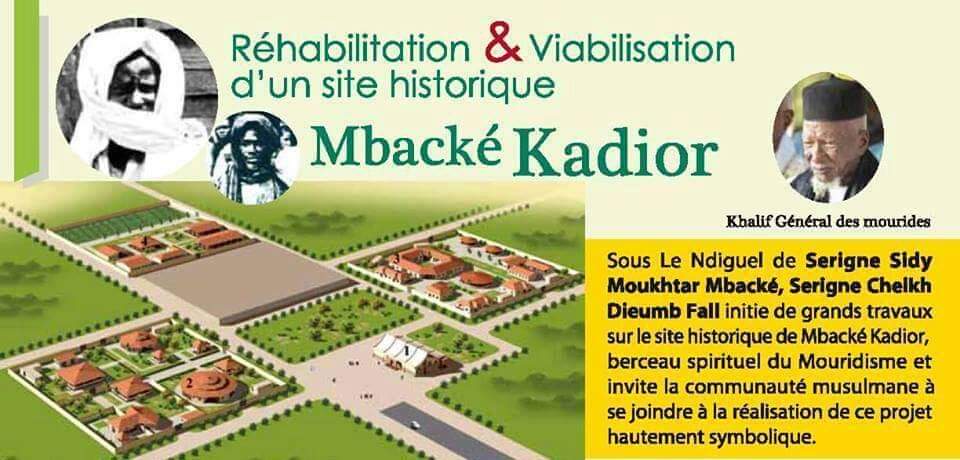 Réhabilitation & Viabilisation
d'un site historique
Mbacké Kadior
Khalif Général des mourides
Sous Le Ndiguel de Serigne Sidy
Moukhtar Mbacké, Serigne Cheikh
Dieumb Fall initie de grands travaux
sur le site historique de Mbacké Kadior,
berceau spirituel du Mouridisme et
invite la communauté musulmane à
se joindre à la réalisation de ce projet
hautement symbolique.
1
2